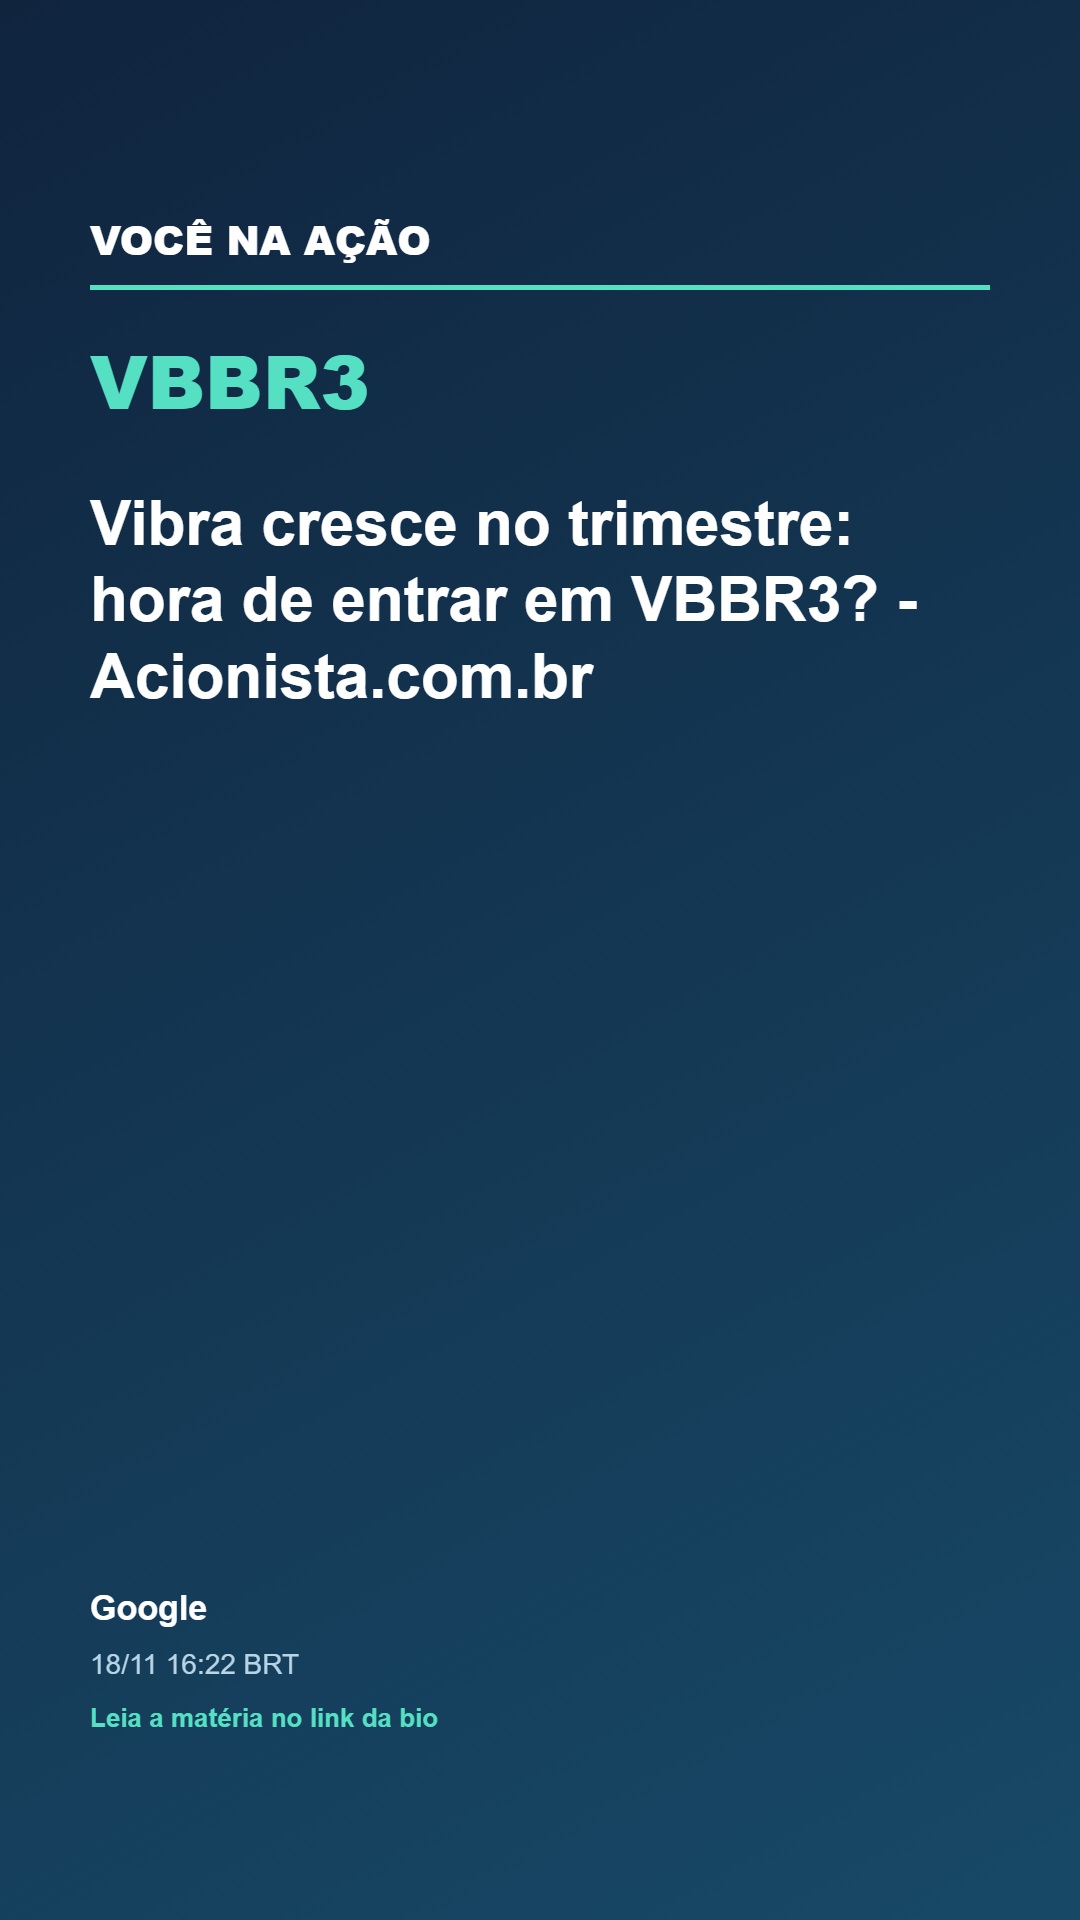 VOCÊ NA AÇÃO
VBBR3
Vibra cresce no trimestre:
hora de entrar em VBBR3? -
Acionista.com.br
Google
18/11 16:22 BRT
Leia a matéria no link da bio